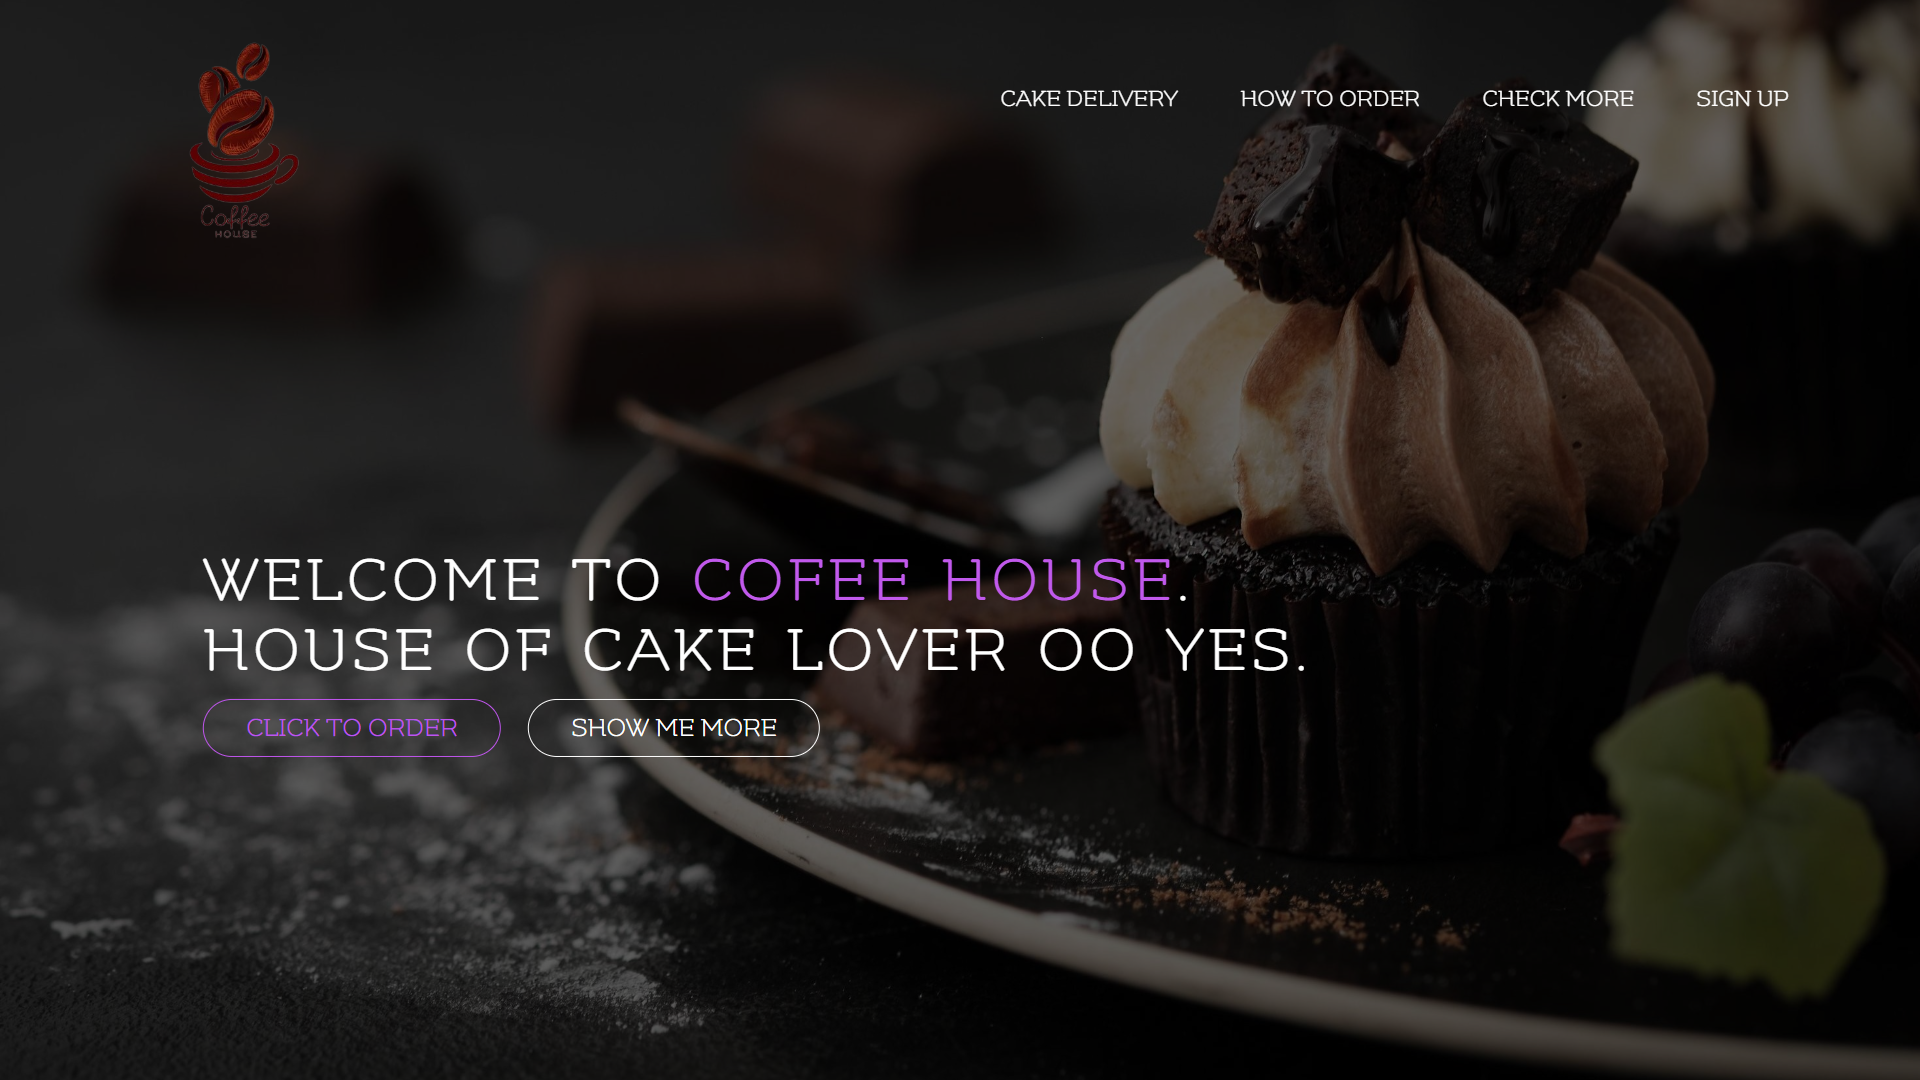 Coffee
HOUSE
CAKE DELIVERY
HOW TO ORDER
CHECK MORE
SIGN UP
WELCOME TO COFEE HOUSE.
HOUSE OF CAKE LOVER OO YES.
CLICK TO ORDER
SHOW ME MORE